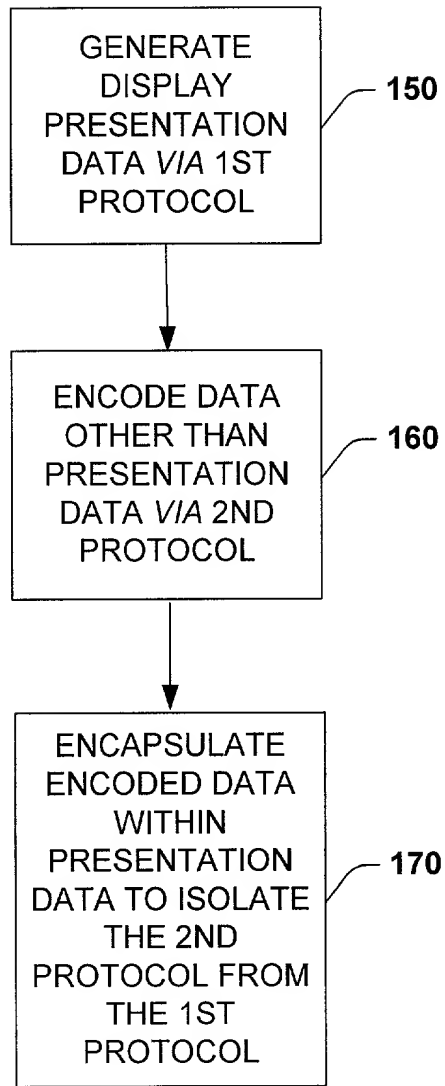 GENERATE
DISPLAY
PRESENTATION
DATA VIA 1ST
PROTOCOL
150
ENCODE DATA
OTHER THAN
PRESENTATION
DATA VIA 2ND
PROTOCOL
160
ENCAPSULATE
ENCODED DATA
WITHIN
PRESENTATION
DATA TO ISOLATE
THE 2ND
PROTOCOL FROM
THE 1ST
PROTOCOL
170